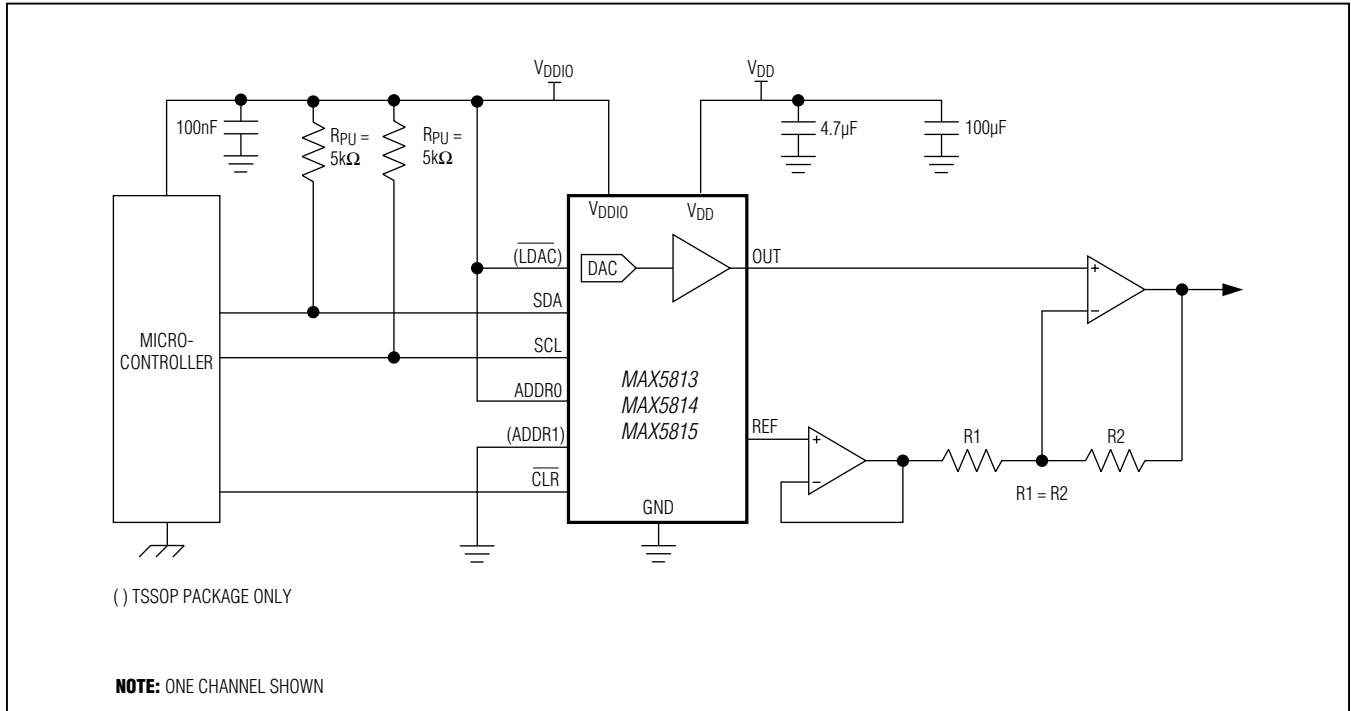 VDDIO
VDD
100nF
RPU =
5kΩ
RPU =
5kΩ
4.7µF
100µF
VDDIO
VDD
(LDAC)
DAC
OUT
SDA
MICRO-
CONTROLLER
SCL
MAX5813
MAX5814
MAX5815
ADDR0
(ADDR1)
REF
R1
R2
R1 = R2
CLR
GND
+
-
+
-
( ) TSSOP PACKAGE ONLY
NOTE: ONE CHANNEL SHOWN